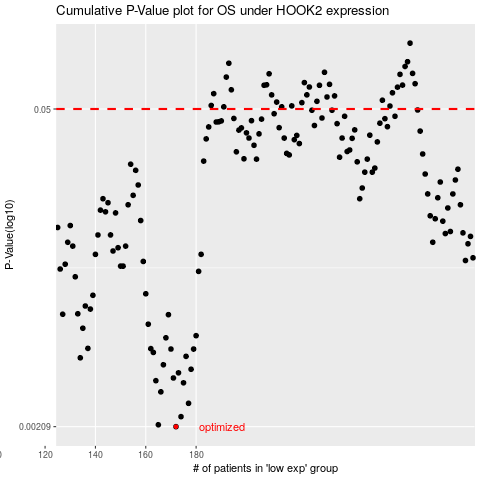 Cumulative P-Value plot for OS under HOOK2 expression
P-Value(log10)
0.05
0.00209
optimized
0 120 140 160 180
# of patients in 'low exp' group